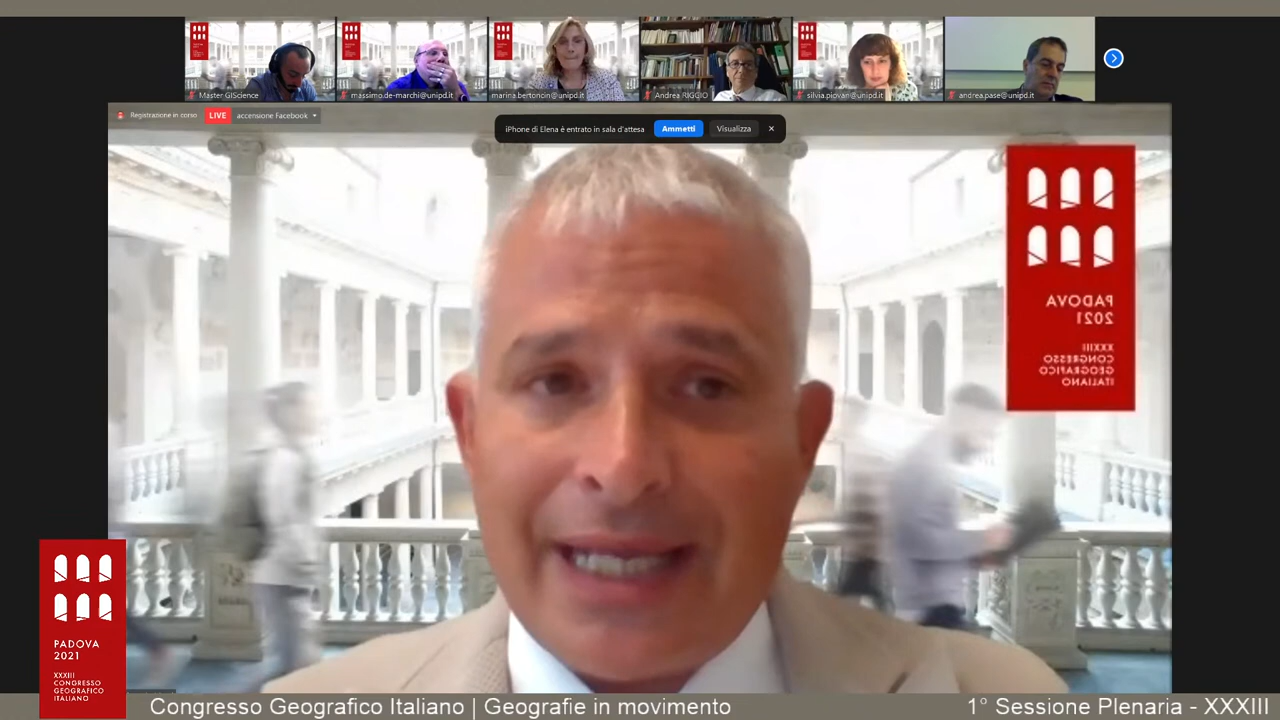 Master GIScience
massimo.de-marchi@unipd.it
marina.bertoncin@unipd.it
Andrea RIGGIO
silvia.piovan@unipd.it
andrea.pase@unipd.it
Registrazione in corso
LIVE
accensione Facebook
iPhone di Elena è entrato in sala d'attesa
Ammetti
Visualizza
PADOVA
2021
XXXIII
CONGRESSO
GEOGRAFICO
ITALIANO
PADOVA
2021
XXXIII
CONGRESSO
GEOGRAFICO
ITALIANO
Congresso Geografico Italiano | Geografie in movimento
1° Sessione Plenaria - XXXIII